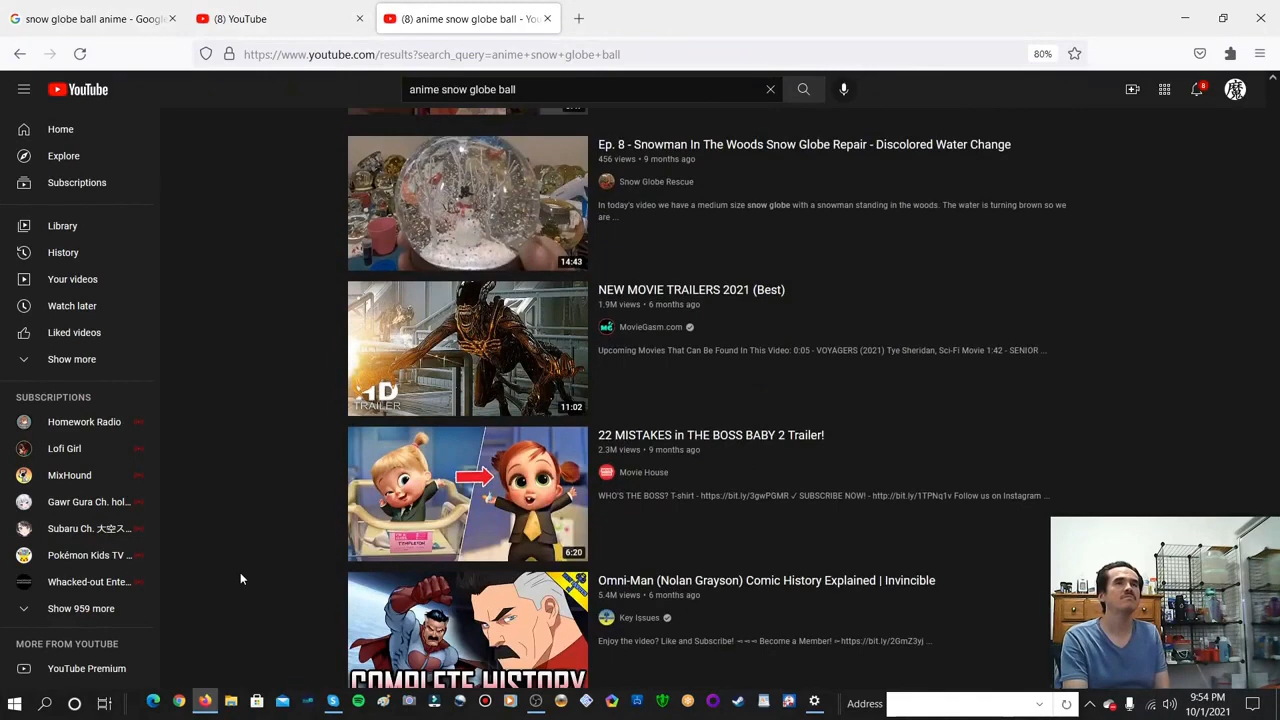 snow globe ball anime - Google
(8) YouTube
(8) anime snow globe ball - You
https://www.youtube.com/results?search_query=anime+snow+globe+ball
80%
YouTube
anime snow globe ball
8
Home
Explore
Subscriptions
Library
History
Your videos
Watch later
Liked videos
Show more
SUBSCRIPTIONS
Homework Radio
Lofi Girl
MixHound
Gawr Gura Ch. hol...
Subaru Ch. 大空ス...
Pokémon Kids TV ...
Whacked-out Ente...
Show 959 more
MORE FROM YOUTUBE
YouTube Premium
Ep. 8 - Snowman In The Woods Snow Globe Repair - Discolored Water Change
456 views • 9 months ago
Snow Globe Rescue
In today's video we have a medium size snow globe with a snowman standing in the woods. The water is turning brown so we
are ...
14:43
NEW MOVIE TRAILERS 2021 (Best)
1.9M views • 6 months ago
MovieGasm.com
Upcoming Movies That Can Be Found In This Video: 0:05 - VOYAGERS (2021) Tye Sheridan, Sci-Fi Movie 1:42 - SENIOR ...
HD
TRAILER
11:02
22 MISTAKES in THE BOSS BABY 2 Trailer!
2.3M views • 9 months ago
Movie House
WHO'S THE BOSS? T-shirt - https://bit.ly/3gwPGMR ✓ SUBSCRIBE NOW! - http://bit.ly/1TPNq1v Follow us on Instagram ...
TEMPLETON
6:20
Omni-Man (Nolan Grayson) Comic History Explained | Invincible
5.4M views • 6 months ago
Key Issues
Enjoy the video? Like and Subscribe! ⊰⊰⊰ Become a Member! ⊱https://bit.ly/2GmZ3yj ...
COMPLETE HISTORY
Address
9:54 PM
10/1/2021